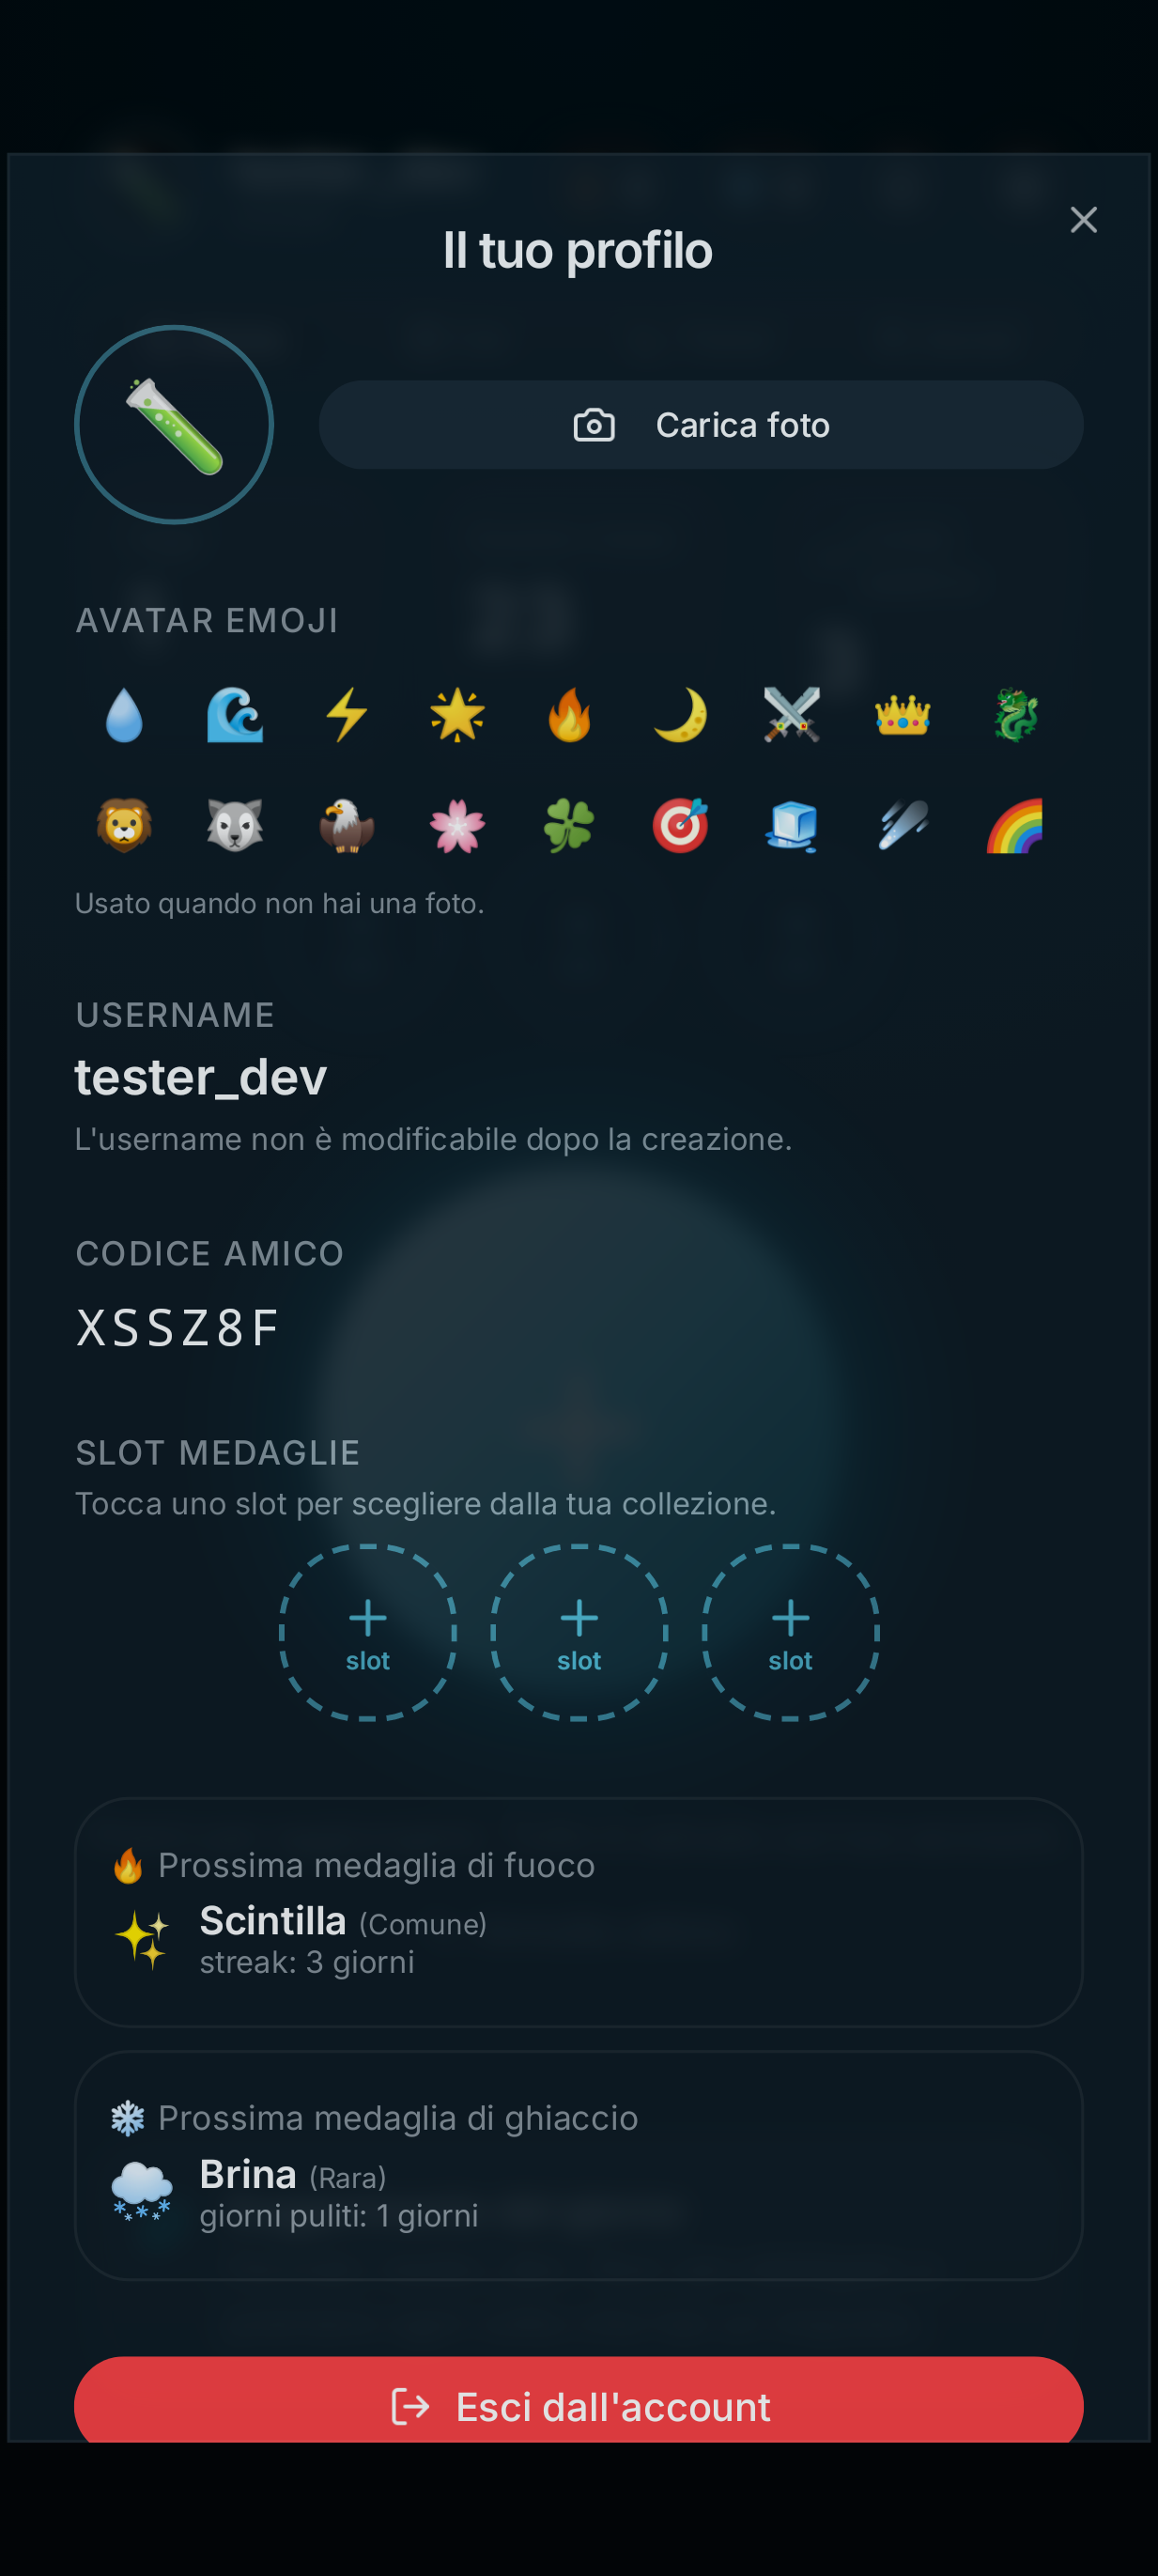 Il tuo profilo
Carica foto
AVATAR EMOJI
Usato quando non hai una foto.
USERNAME
tester_dev
L'username non è modificabile dopo la creazione.
CODICE AMICO
XSSZ8F
SLOT MEDAGLIE
Tocca uno slot per scegliere dalla tua collezione.
slot slot slot
Prossima medaglia di fuoco
Scintilla (Comune)
streak: 3 giorni
Prossima medaglia di ghiaccio
Brina (Rara)
giorni puliti: 1 giorni
Esci dall'account